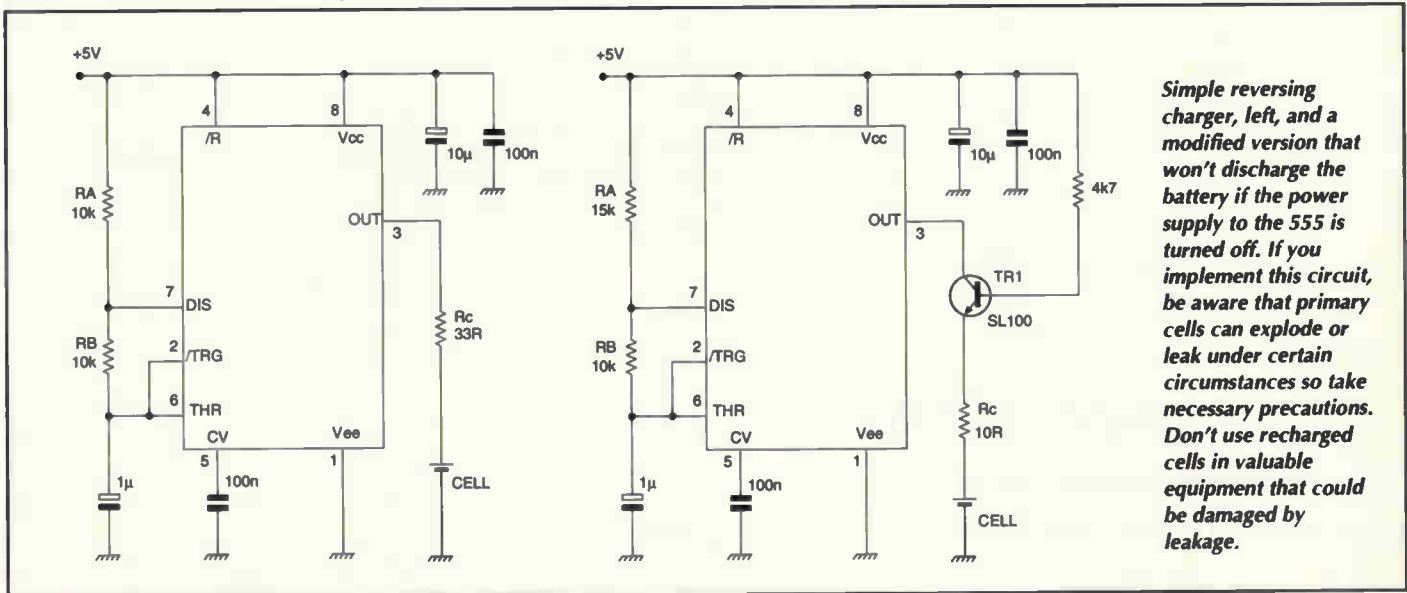 +5V
4
/R
8
Vcc
10µ
100n
RA
10k
OUT
3
7
DIS
RB
10k
2
/TRG
6
THR
Rc
33R
CV
5
Vee
1
1µ
100n
CELL
+5V
4
/R
8
Vcc
10µ
100n
4k7
RA
15k
OUT
3
TR1
SL100
7
DIS
RB
10k
2
/TRG
6
THR
Rc
10R
CV
5
Vee
1
1µ
100n
CELL
Simple reversing
charger, left, and a
modified version that
won't discharge the
battery if the power
supply to the 555 is
turned off. If you
implement this circuit,
be aware that primary
cells can explode or
leak under certain
circumstances so take
necessary precautions.
Don't use recharged
cells in valuable
equipment that could
be damaged by
leakage.